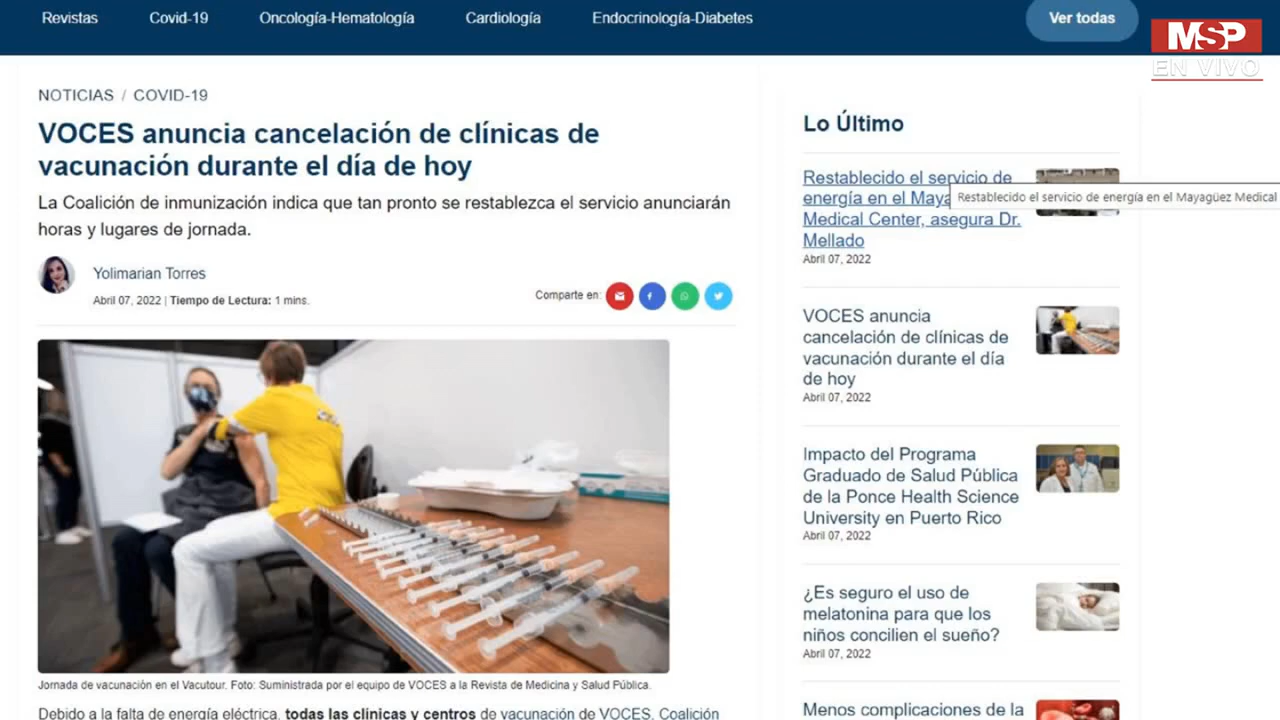 Revistas Covid-19 Oncología-Hematología Cardiología Endocrinología-Diabetes Ver todas
MSP
EN VIVO
NOTICIAS / COVID-19
VOCES anuncia cancelación de clínicas de
vacunación durante el día de hoy
La Coalición de inmunización indica que tan pronto se restablezca el servicio anunciarán
horas y lugares de jornada.
Yolimarian Torres
Abril 07, 2022 | Tiempo de Lectura: 1 mins.
Comparte en:
Jornada de vacunación en el Vacutour. Foto: Suministrada por el equipo de VOCES a la Revista de Medicina y Salud Pública.
Debido a la falta de energía eléctrica, todas las clínicas y centros de vacunación de VOCES, Coalición
Lo Último
Restablecido el servicio de
energía en el Maya
Restablecido el servicio de energía en el Mayagüez Medical
Medical Center, asegura Dr.
Mellado
Abril 07, 2022
VOCES anuncia
cancelación de clínicas de
vacunación durante el día
de hoy
Abril 07, 2022
Impacto del Programa
Graduado de Salud Pública
de la Ponce Health Science
University en Puerto Rico
Abril 07, 2022
¿Es seguro el uso de
melatonina para que los
niños concilien el sueño?
Abril 07, 2022
Menos complicaciones de la